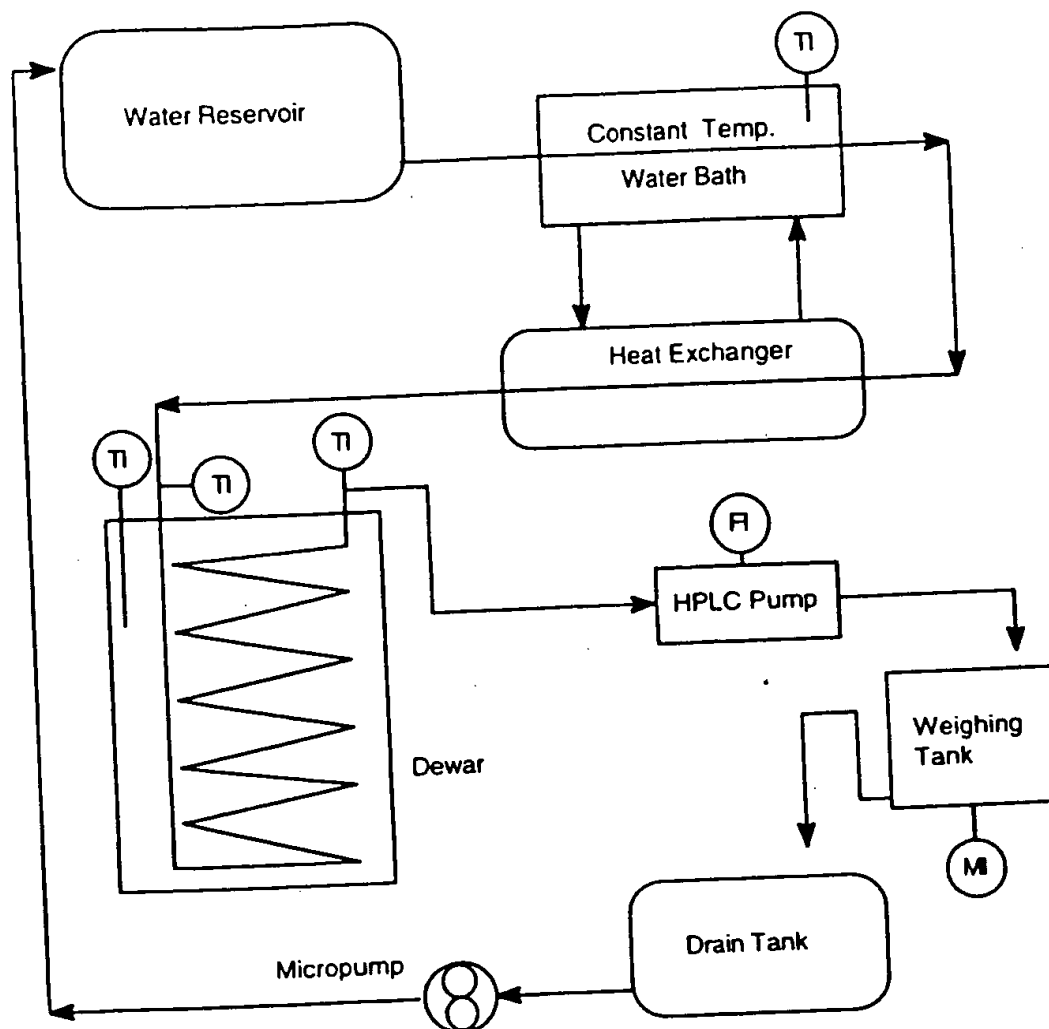 TI
Water Reservoir
Constant Temp.
Water Bath
Heat Exchanger
TI
TI
TI
FI
HPLC Pump
Weighing
Tank
Dewar
MI
Drain Tank
Micropump